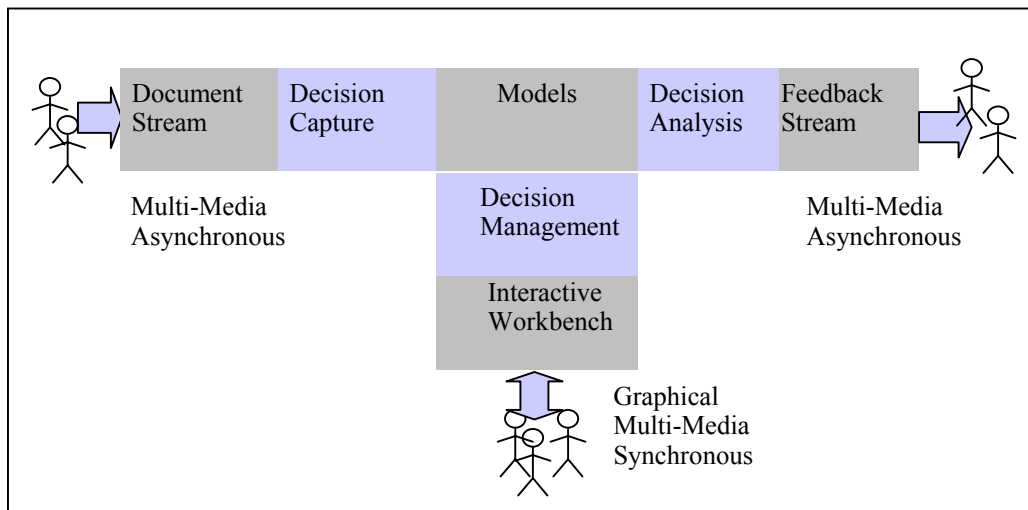 Document
Stream
Decision
Capture
Models
Decision
Analysis
Feedback
Stream
Multi-Media
Asynchronous
Decision
Management
Multi-Media
Asynchronous
Interactive
Workbench
Graphical
Multi-Media
Synchronous